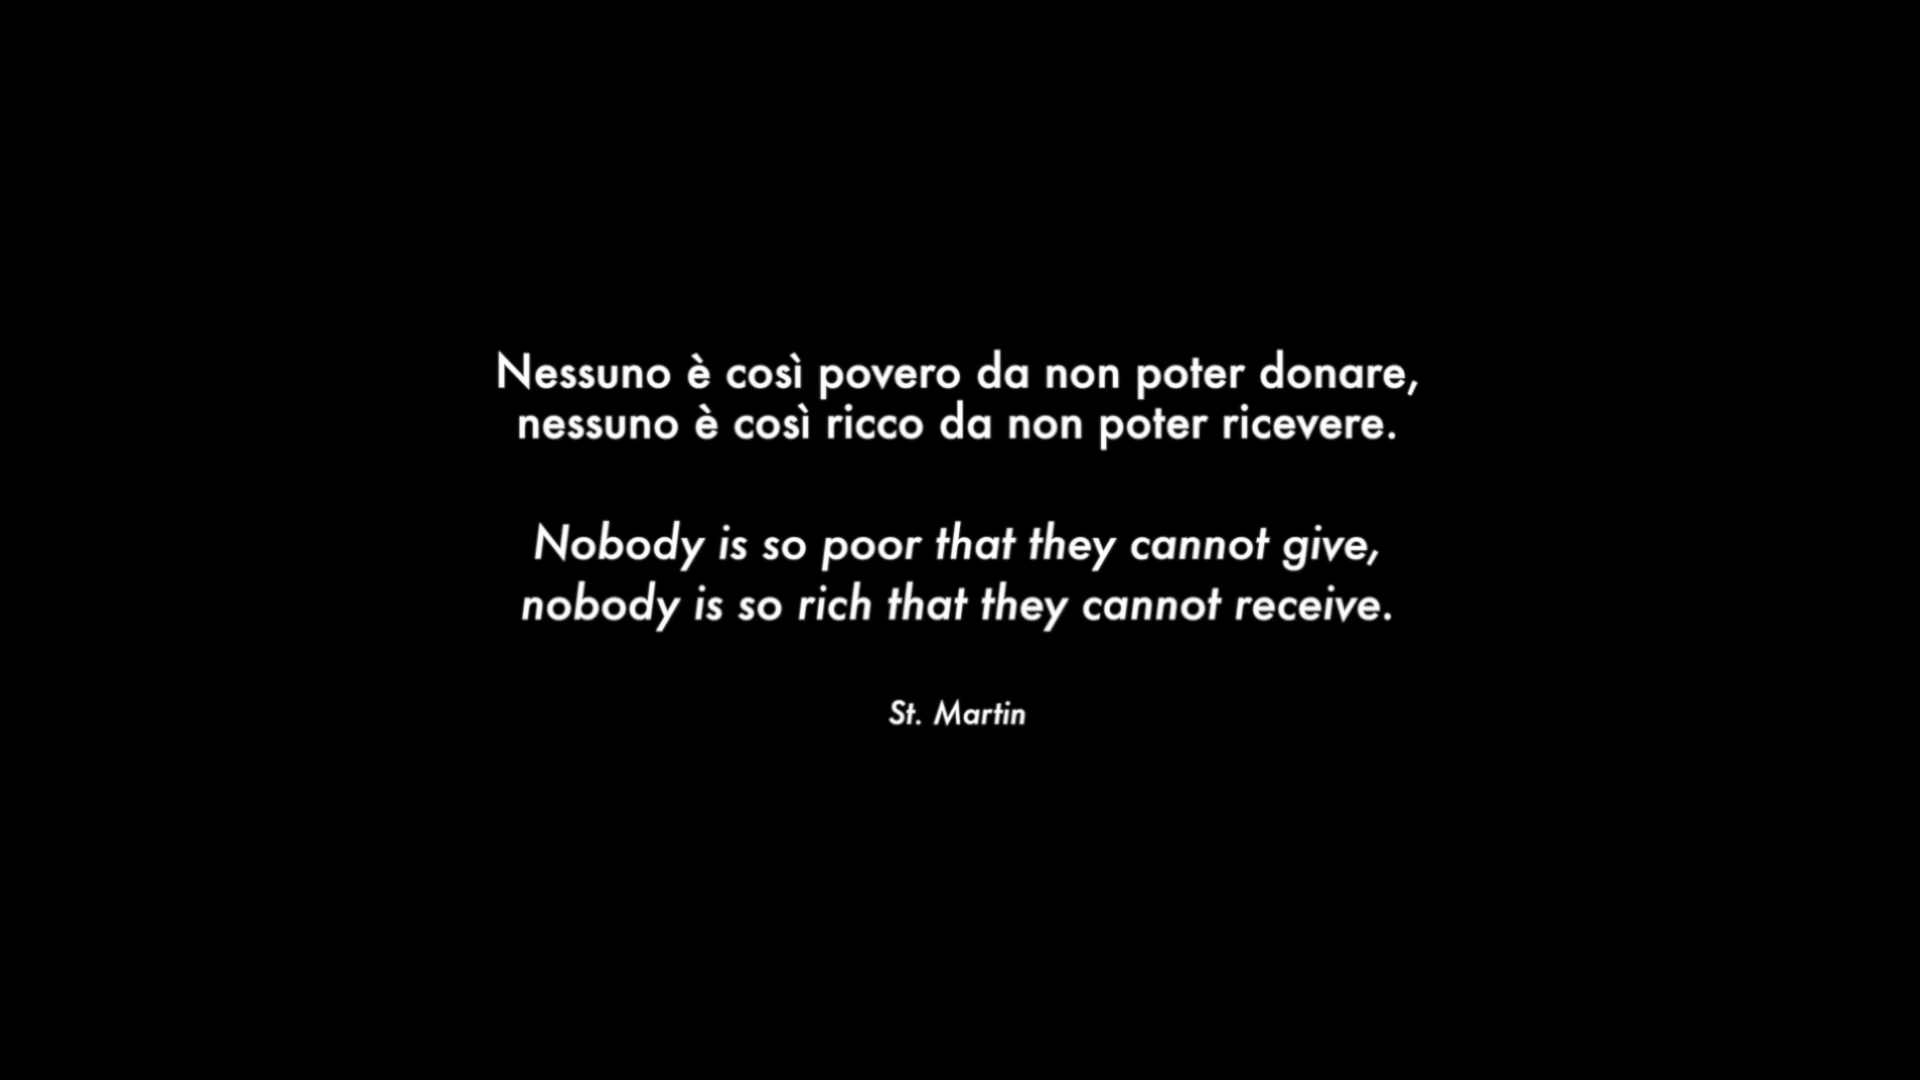 Nessuno è così povero da non poter donare,
nessuno è così ricco da non poter ricevere.
Nobody is so poor that they cannot give,
nobody is so rich that they cannot receive.
St. Martin